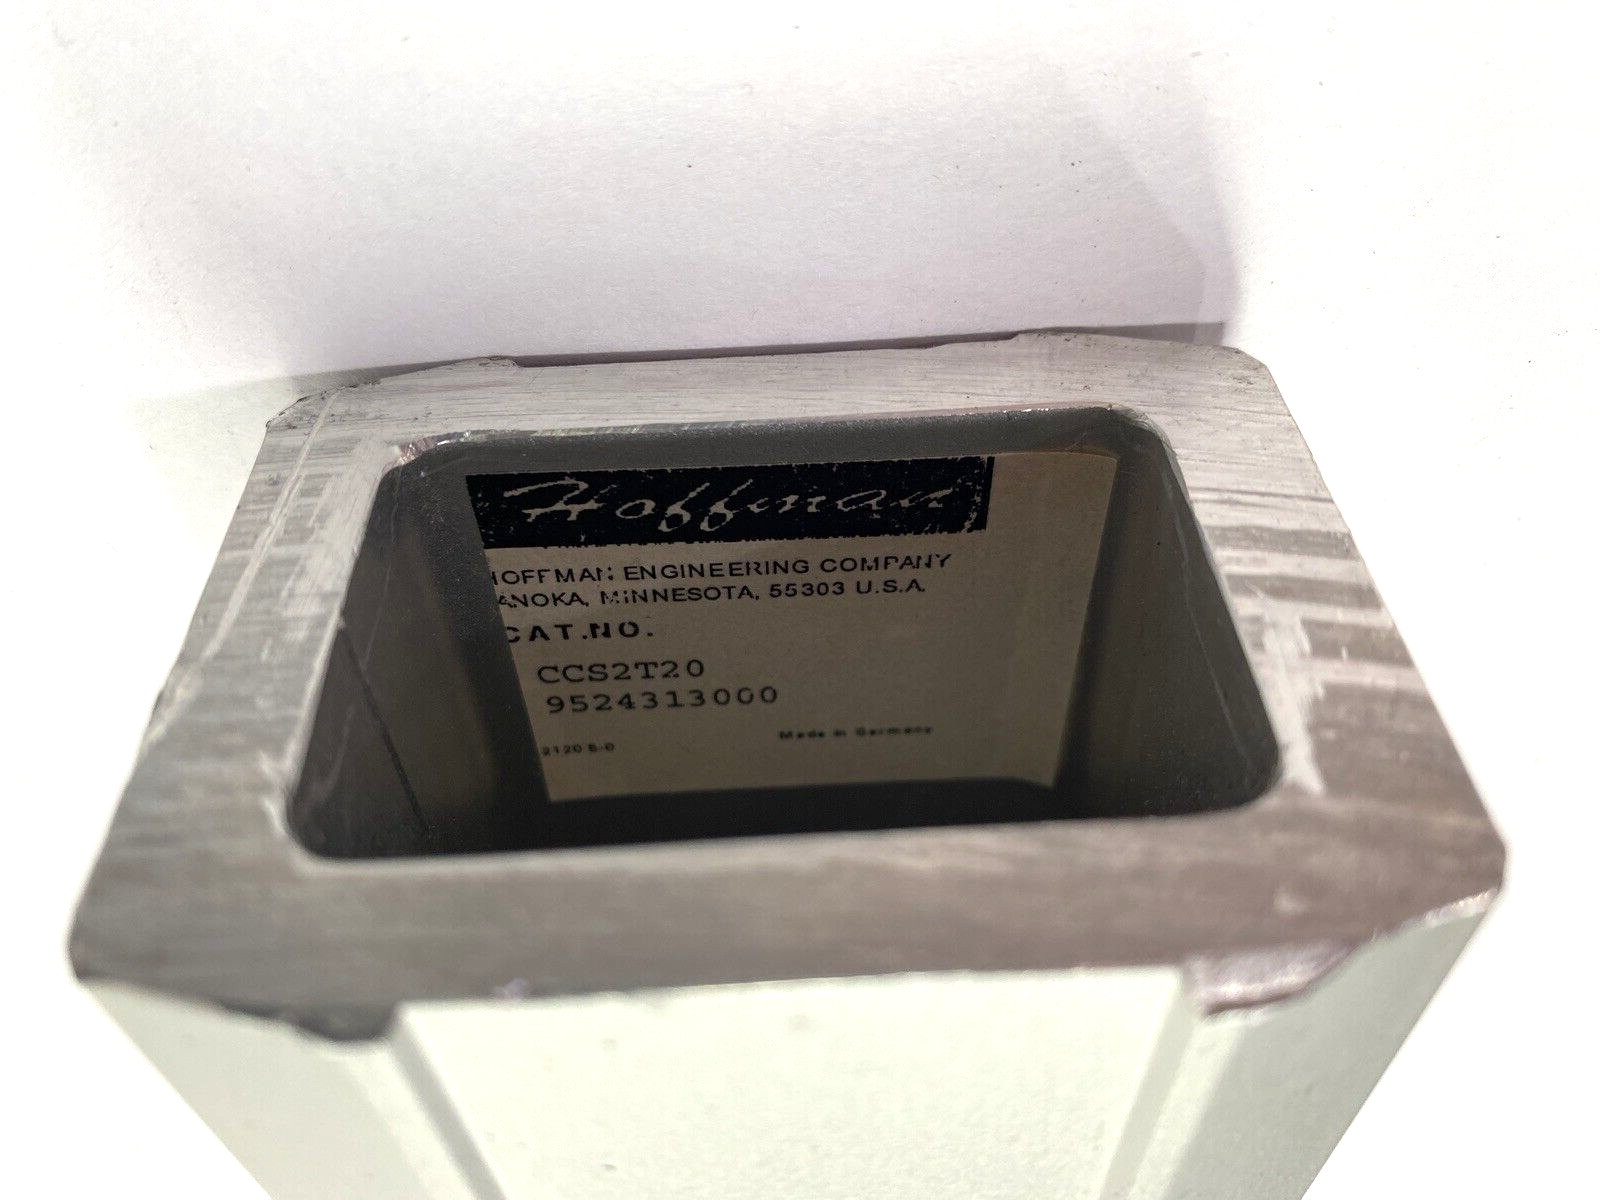 Hoffman
HOFFMAN ENGINEERING COMPANY
ANOKA, MINNESOTA, 55303 U.S.A.
CAT.NO.
CCS2T20
9524313000
Made in Germany